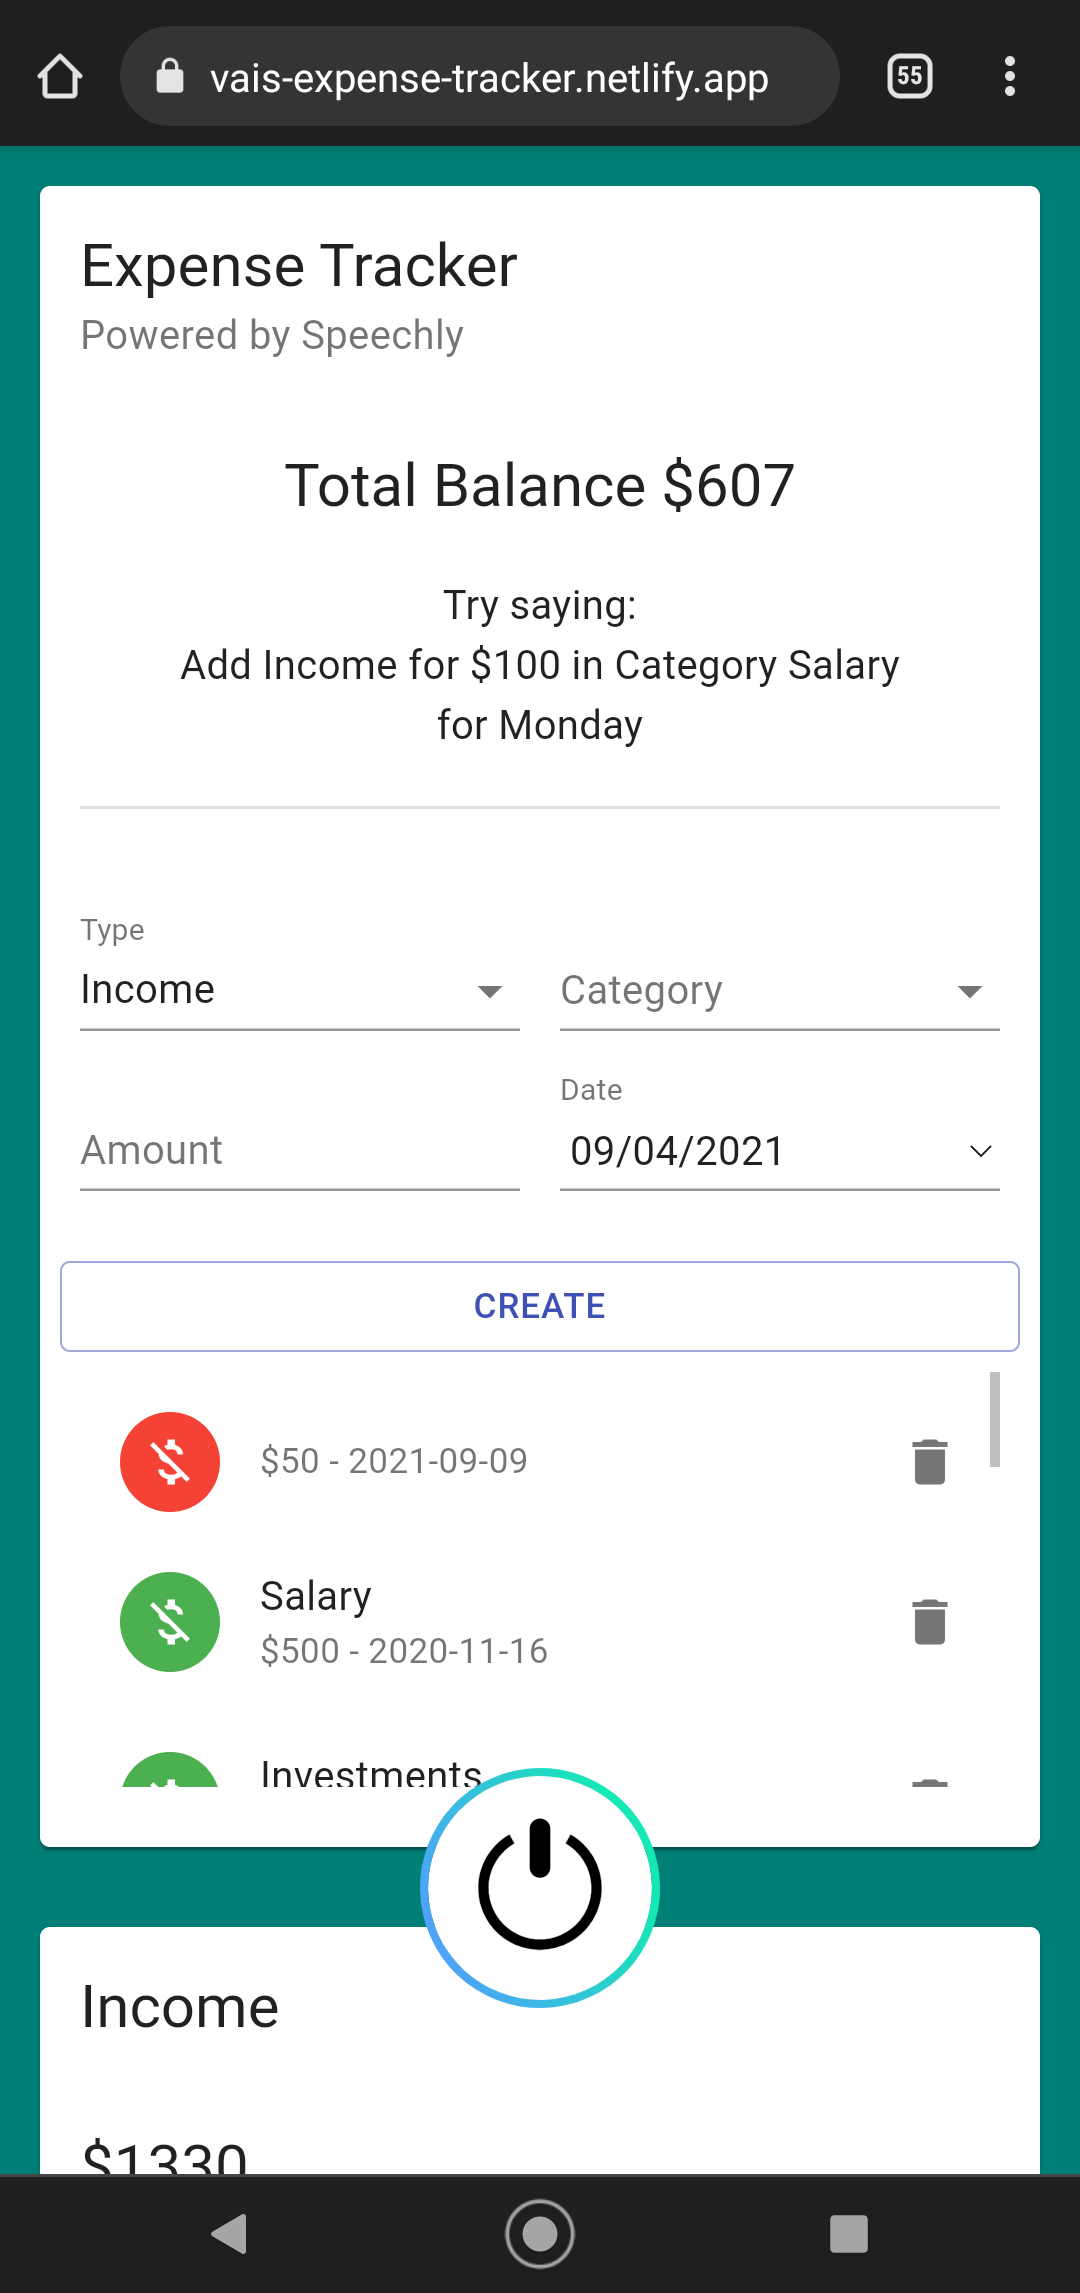 vais-expense-tracker.netlify.app
55
Expense Tracker
Powered by Speechly
Total Balance $607
Try saying:
Add Income for $100 in Category Salary
for Monday
Type
Income
Category
Amount
Date
09/04/2021
CREATE
$50 - 2021-09-09
Salary
$500 - 2020-11-16
Investments
Income
$1330